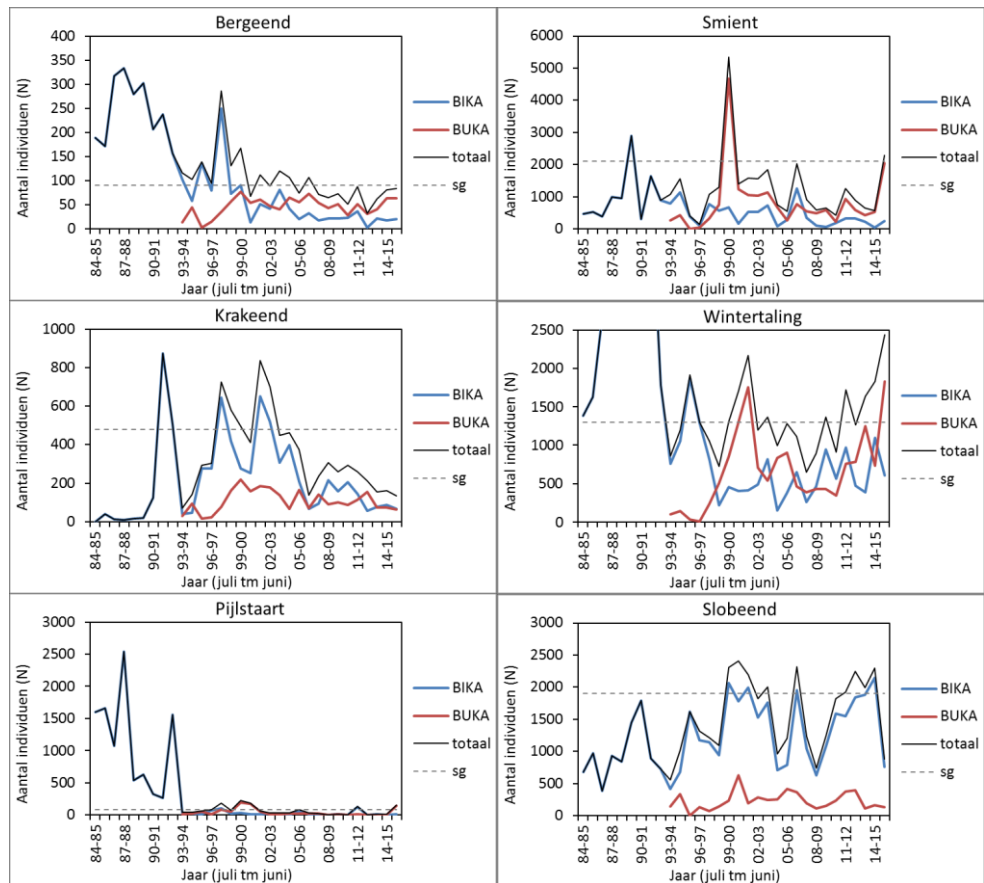 Bergeend
Aantal individuen (N)
400
350
300
250
200
150
100
50
0
84-85
87-88
90-91
93-94
96-97
99-00
02-03
05-06
08-09
11-12
14-15
Jaar (juli tm juni)
BIKA
BUKA
totaal
sg
Smient
Aantal individuen (N)
6000
5000
4000
3000
2000
1000
0
84-85
87-88
90-91
93-94
96-97
99-00
02-03
05-06
08-09
11-12
14-15
Jaar (juli tm juni)
BIKA
BUKA
totaal
sg
Krakeend
Aantal individuen (N)
1000
800
600
400
200
0
84-85
87-88
90-91
93-94
96-97
99-00
02-03
05-06
08-09
11-12
14-15
Jaar (juli tm juni)
BIKA
BUKA
totaal
sg
Wintertaling
Aantal individuen (N)
2500
2000
1500
1000
500
0
84-85
87-88
90-91
93-94
96-97
99-00
02-03
05-06
08-09
11-12
14-15
Jaar (juli tm juni)
BIKA
BUKA
totaal
sg
Pijlstaart
Aantal individuen (N)
3000
2500
2000
1500
1000
500
0
84-85
87-88
90-91
93-94
96-97
99-00
02-03
05-06
08-09
11-12
14-15
Jaar (juli tm juni)
BIKA
BUKA
totaal
sg
Slobeend
Aantal individuen (N)
3000
2500
2000
1500
1000
500
0
84-85
87-88
90-91
93-94
96-97
99-00
02-03
05-06
08-09
11-12
14-15
Jaar (juli tm juni)
BIKA
BUKA
totaal
sg